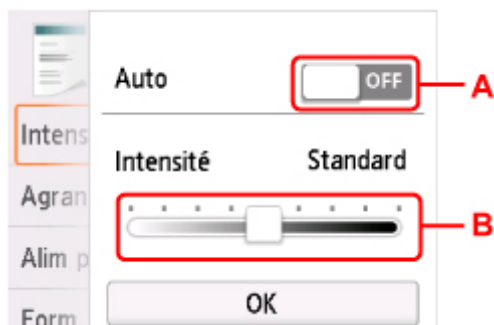 Auto
OFF
A
Intens
Intensité
Standard
Agran
B
Alim p
OK
Form